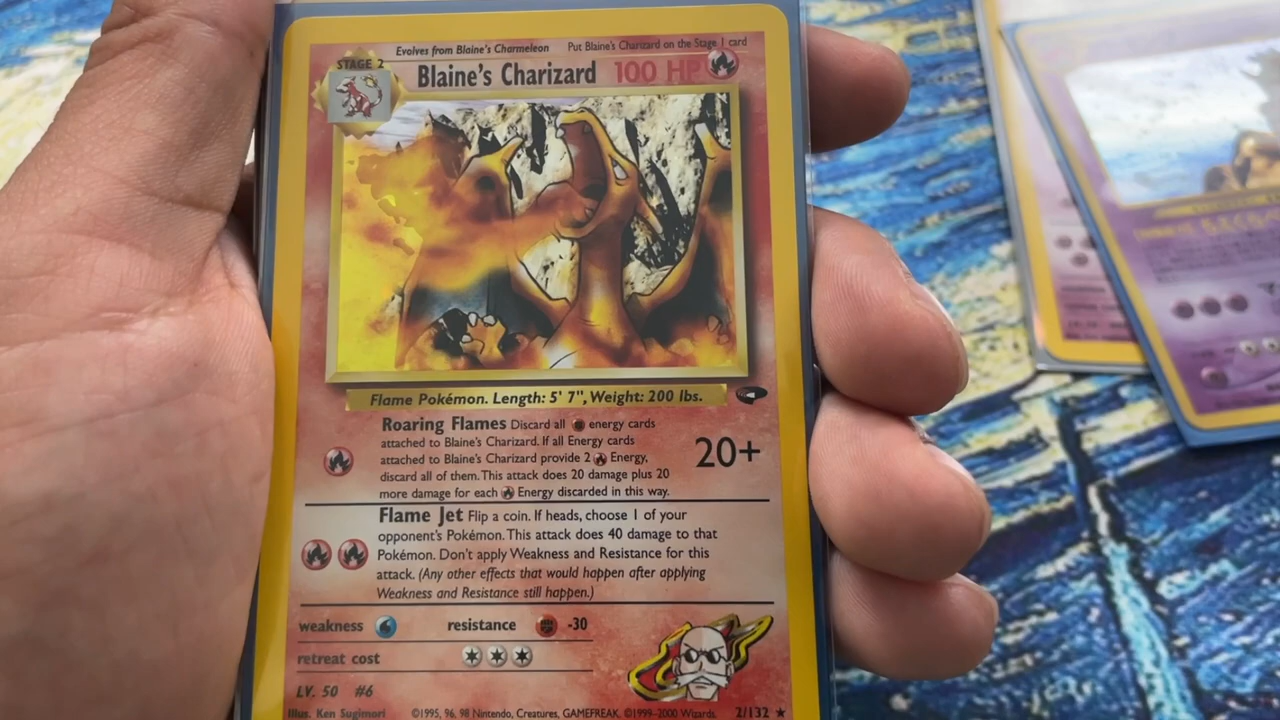 Evolves from Blaine's Charmeleon Put Blaine's Charizard on the Stage 1 card
STAGE 2
Blaine's Charizard 100 HP
Flame Pokémon. Length: 5' 7", Weight: 200 lbs.
Roaring Flames Discard all energy cards
attached to Blaine's Charizard. If all Energy cards
attached to Blaine's Charizard provide 2 Energy,
discard all of them. This attack does 20 damage plus 20
more damage for each Energy discarded in this way.
20+
Flame Jet Flip a coin. If heads, choose 1 of your
opponent's Pokémon. This attack does 40 damage to that
Pokémon. Don't apply Weakness and Resistance for this
attack. (Any other effects that would happen after applying
Weakness and Resistance still happen.)
weakness resistance -30
retreat cost
LV. 50 #6
Illus. Ken Sugimori ©1995, 96, 98 Nintendo, Creatures, GAMEFREAK. ©1999-2000 Wizards. 2/132 ★